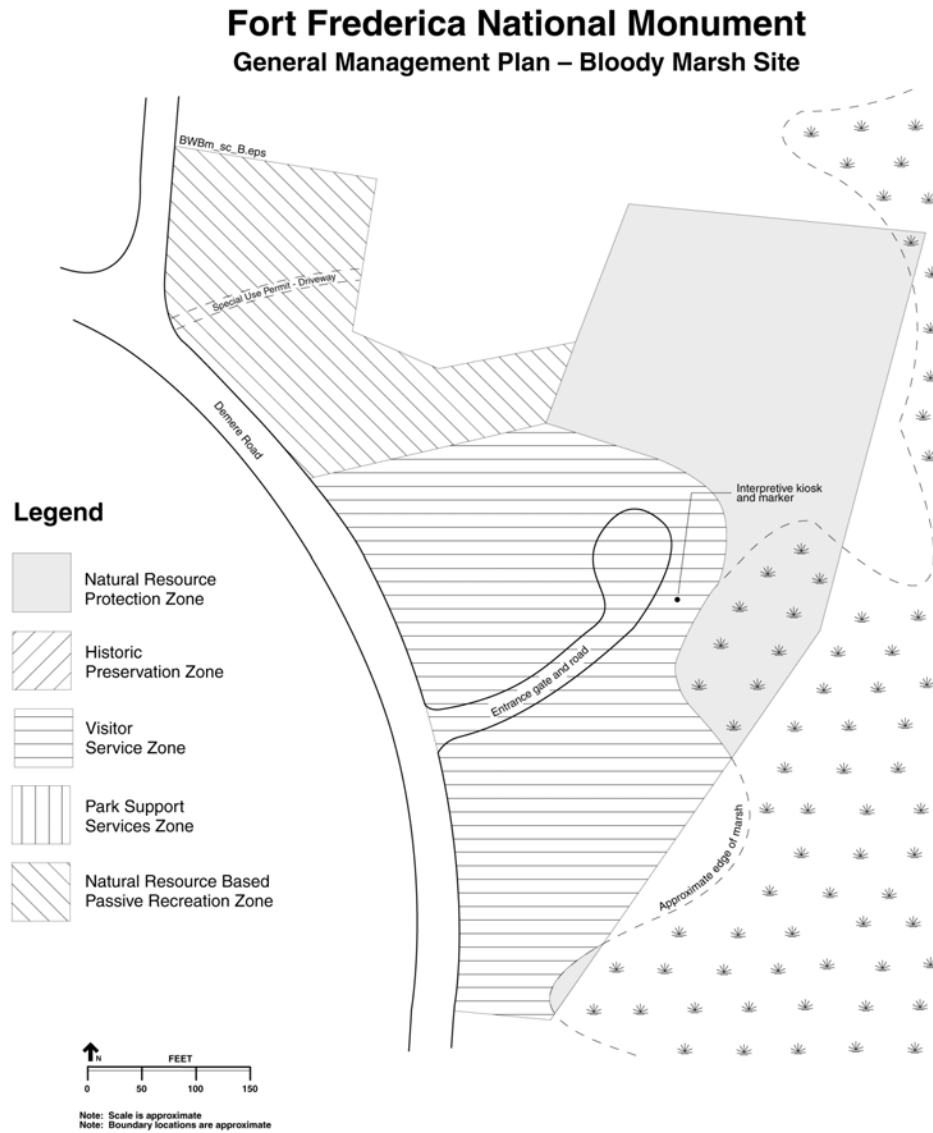 Fort Frederica National Monument
General Management Plan – Bloody Marsh Site
BWBm_sc_B.eps
Special Use Permit - Driveway
Demere Road
Interpretive kiosk
and marker
Entrance gate and road
Approximate edge of marsh
Legend
Natural Resource
Protection Zone
Historic
Preservation Zone
Visitor
Service Zone
Park Support
Services Zone
Natural Resource Based
Passive Recreation Zone
N
FEET
0 50 100 150
Note: Scale is approximate
Note: Boundary locations are approximate